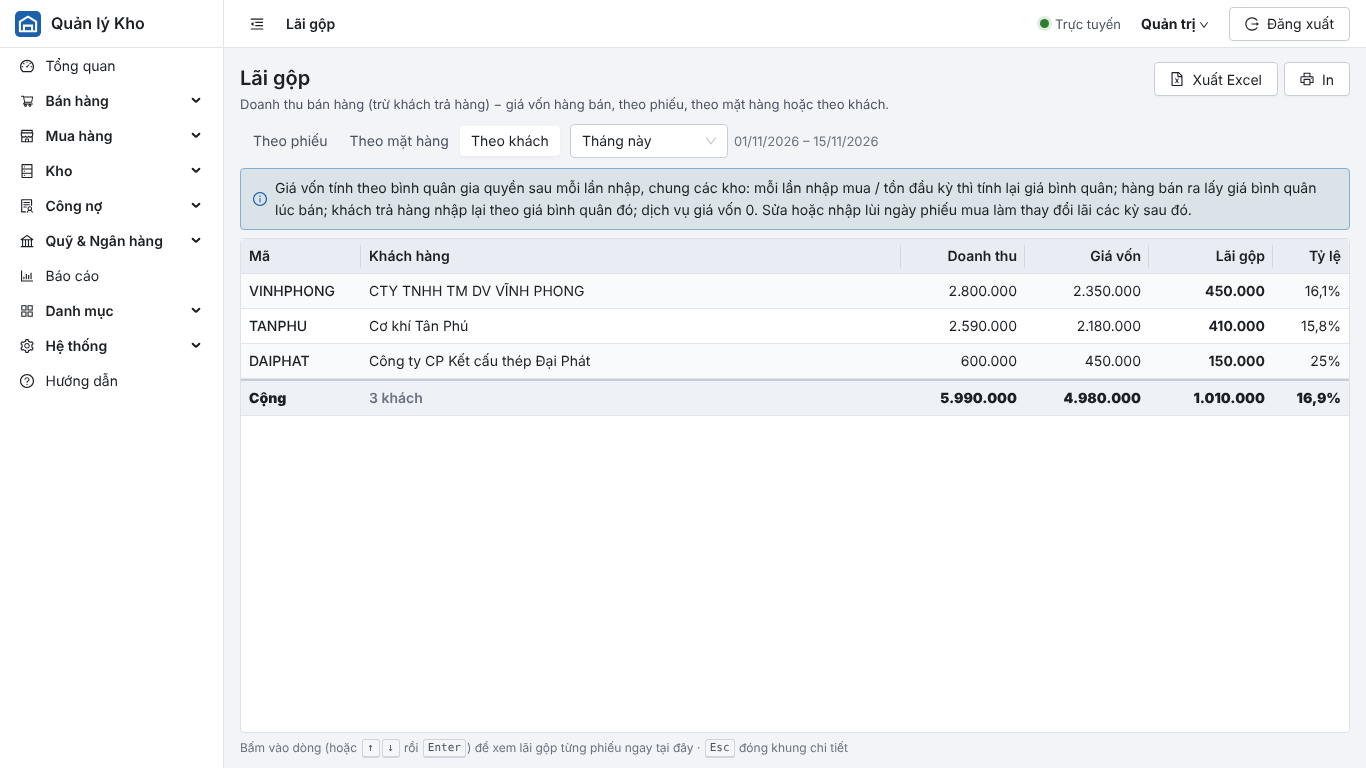 Quản lý Kho
Lãi gộp
Trực tuyến
Quản trị
Đăng xuất
Tổng quan
Bán hàng
Mua hàng
Kho
Công nợ
Quỹ & Ngân hàng
Báo cáo
Danh mục
Hệ thống
Hướng dẫn
Lãi gộp
Xuất Excel
In
Doanh thu bán hàng (trừ khách trả hàng) – giá vốn hàng bán, theo phiếu, theo mặt hàng hoặc theo khách.
Theo phiếu Theo mặt hàng Theo khách Tháng này 01/11/2026 – 15/11/2026
Giá vốn tính theo bình quân gia quyền sau mỗi lần nhập, chung các kho: mỗi lần nhập mua / tồn đầu kỳ thì tính lại giá bình quân; hàng bán ra lấy giá bình quân
lúc bán; khách trả hàng nhập lại theo giá bình quân đó; dịch vụ giá vốn 0. Sửa hoặc nhập lùi ngày phiếu mua làm thay đổi lãi các kỳ sau đó.
Mã Khách hàng Doanh thu Giá vốn Lãi gộp Tỷ lệ
VINHPHONG CTY TNHH TM DV VĨNH PHONG 2.800.000 2.350.000 450.000 16,1%
TANPHU Cơ khí Tân Phú 2.590.000 2.180.000 410.000 15,8%
DAIPHAT Công ty CP Kết cấu thép Đại Phát 600.000 450.000 150.000 25%
Cộng 3 khách 5.990.000 4.980.000 1.010.000 16,9%
Bấm vào dòng (hoặc ↑ ↓ rồi Enter) để xem lãi gộp từng phiếu ngay tại đây · Esc đóng khung chi tiết